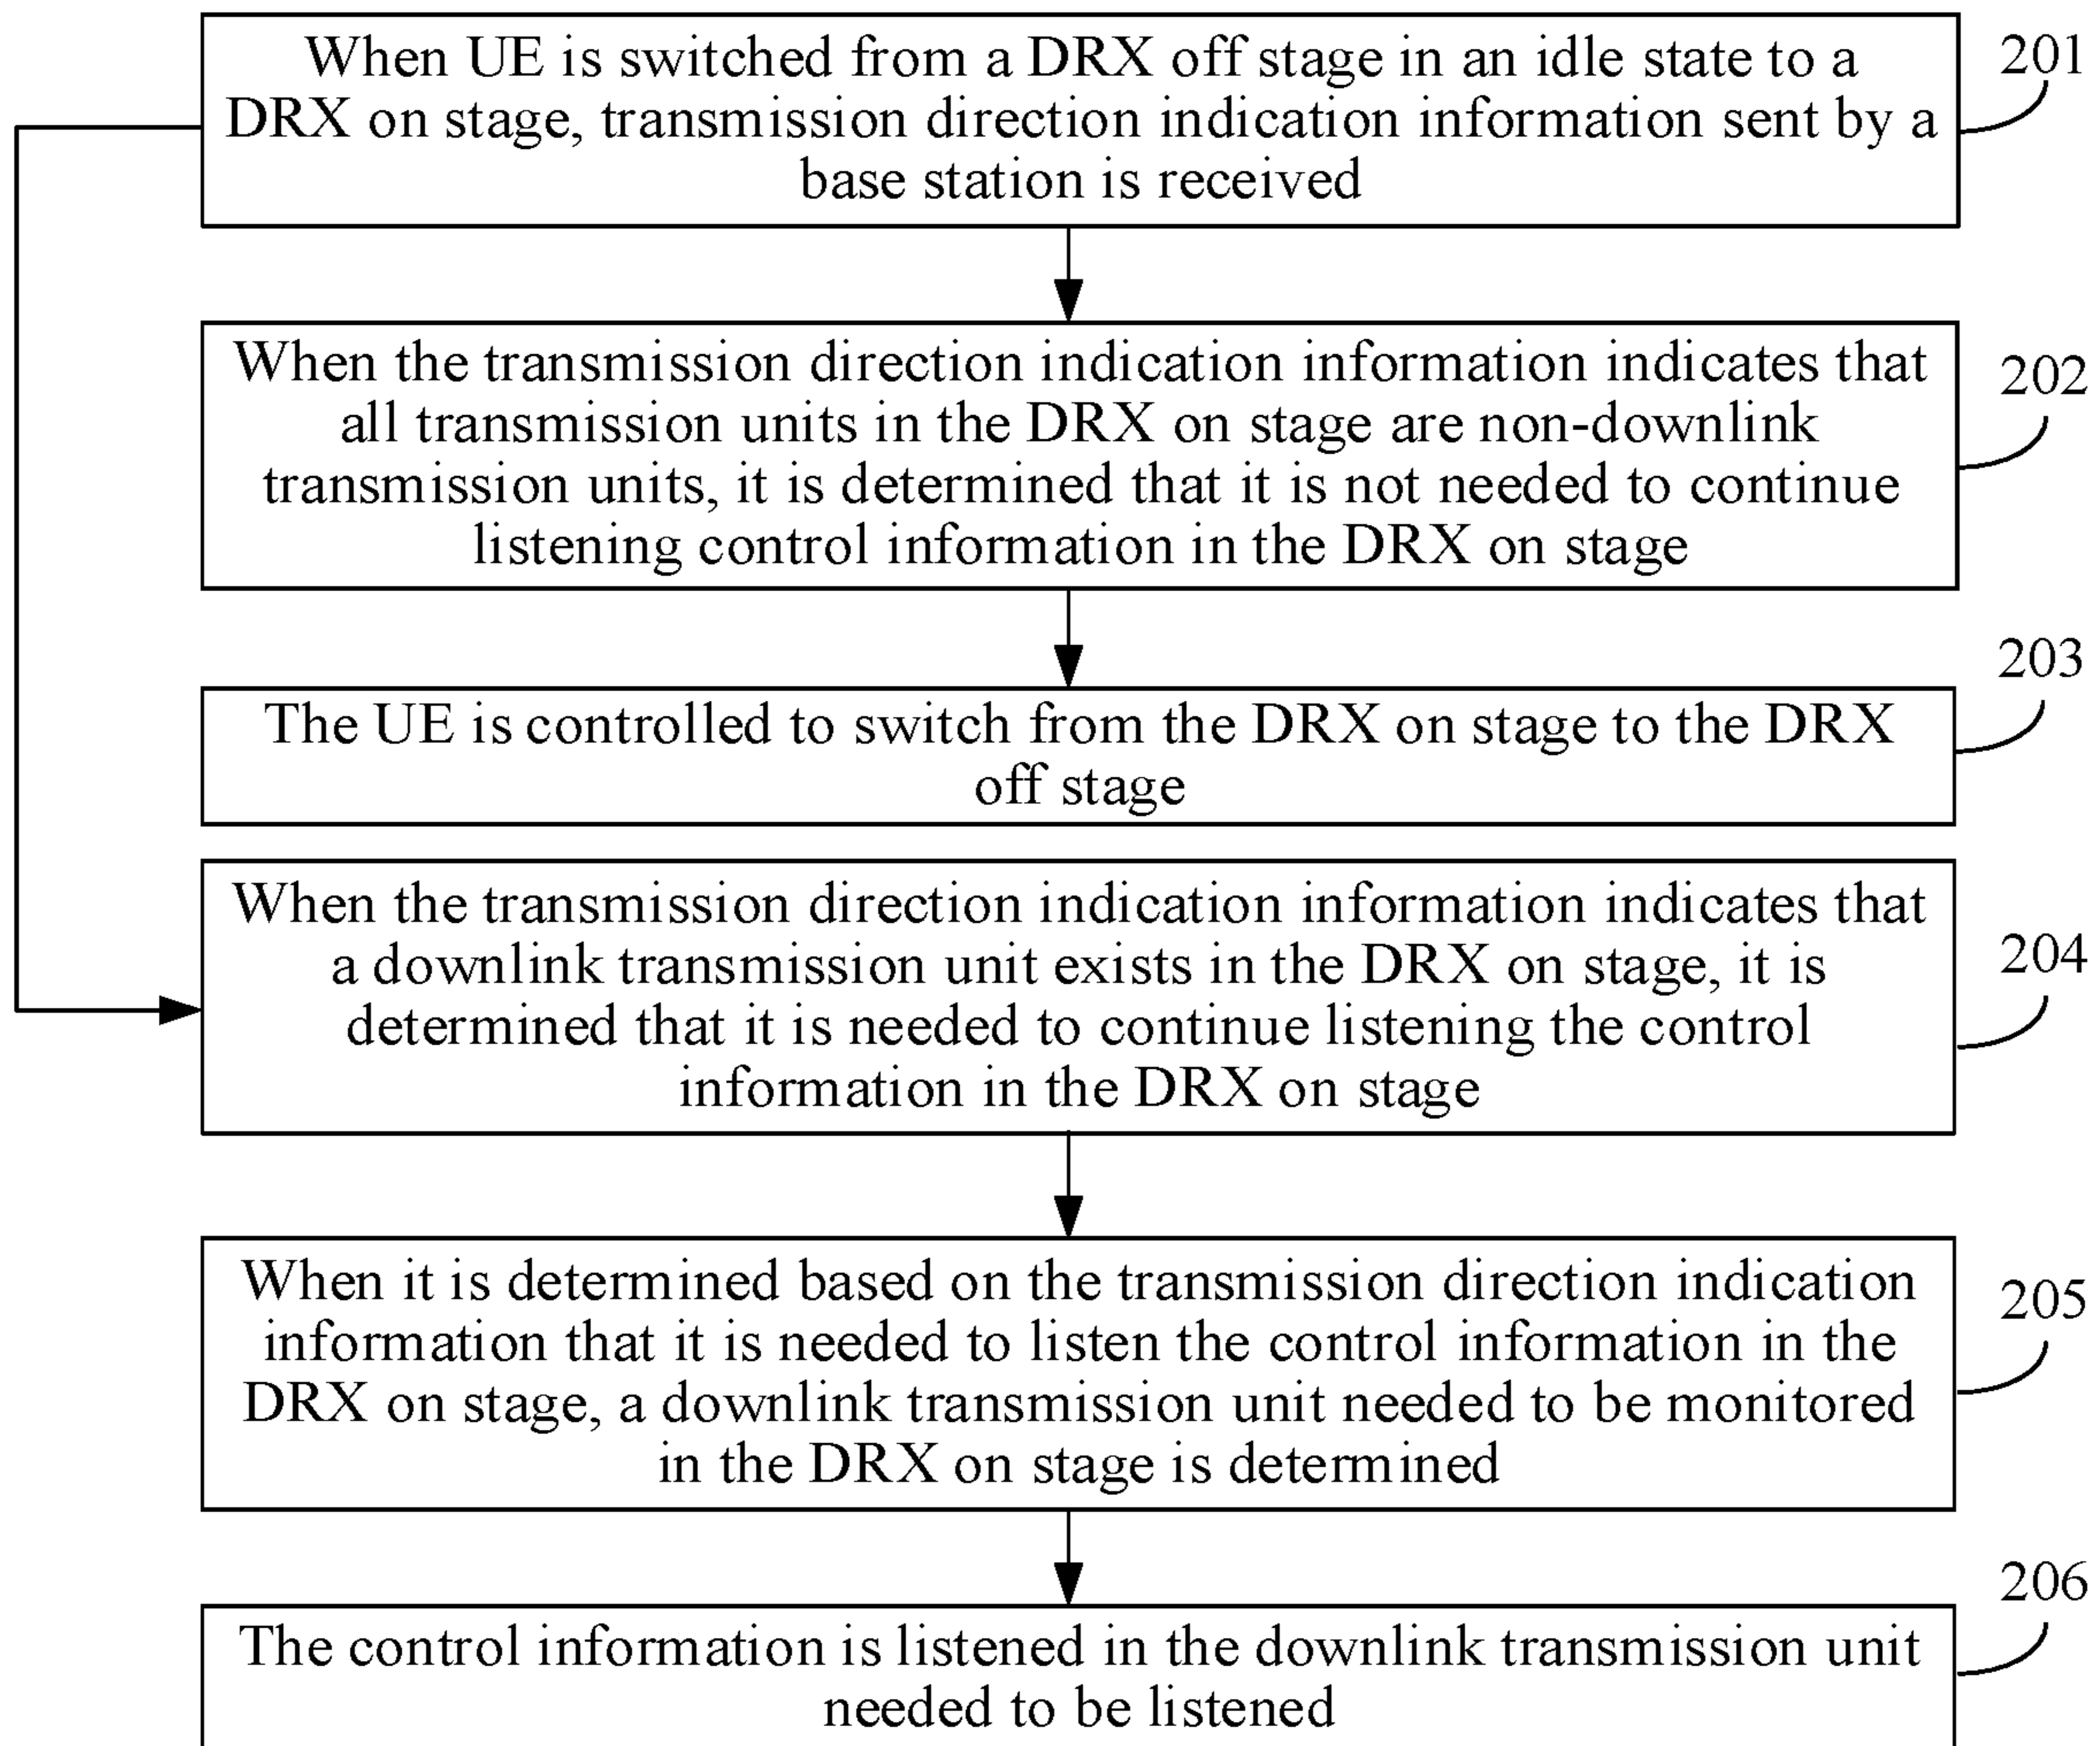 When UE is switched from a DRX off stage in an idle state to a
DRX on stage, transmission direction indication information sent by a
base station is received
201
When the transmission direction indication information indicates that
all transmission units in the DRX on stage are non-downlink
transmission units, it is determined that it is not needed to continue
listening control information in the DRX on stage
202
The UE is controlled to switch from the DRX on stage to the DRX
off stage
203
When the transmission direction indication information indicates that
a downlink transmission unit exists in the DRX on stage, it is
determined that it is needed to continue listening the control
information in the DRX on stage
204
When it is determined based on the transmission direction indication
information that it is needed to listen the control information in the
DRX on stage, a downlink transmission unit needed to be monitored
in the DRX on stage is determined
205
The control information is listened in the downlink transmission unit
needed to be listened
206